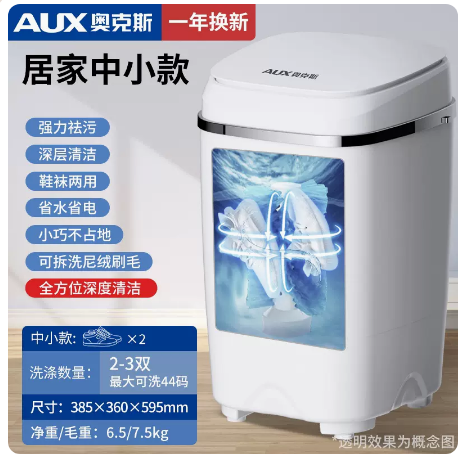 AUX奥克斯 一年换新
居家中小款
AUX奥克斯
强力祛污
深层清洁
鞋袜两用
省水省电
小巧不占地
可拆洗尼绒刷毛
全方位深度清洁
中小款: ×2
洗涤数量: 2-3双
最大可洗44码
尺寸: 385×360×595mm
净重/毛重: 6.5/7.5kg
*透明效果为概念图